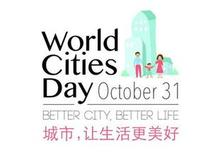 World
Cities
Day October 31
BETTER CITY, BETTER LIFE
城市，让生活更美好